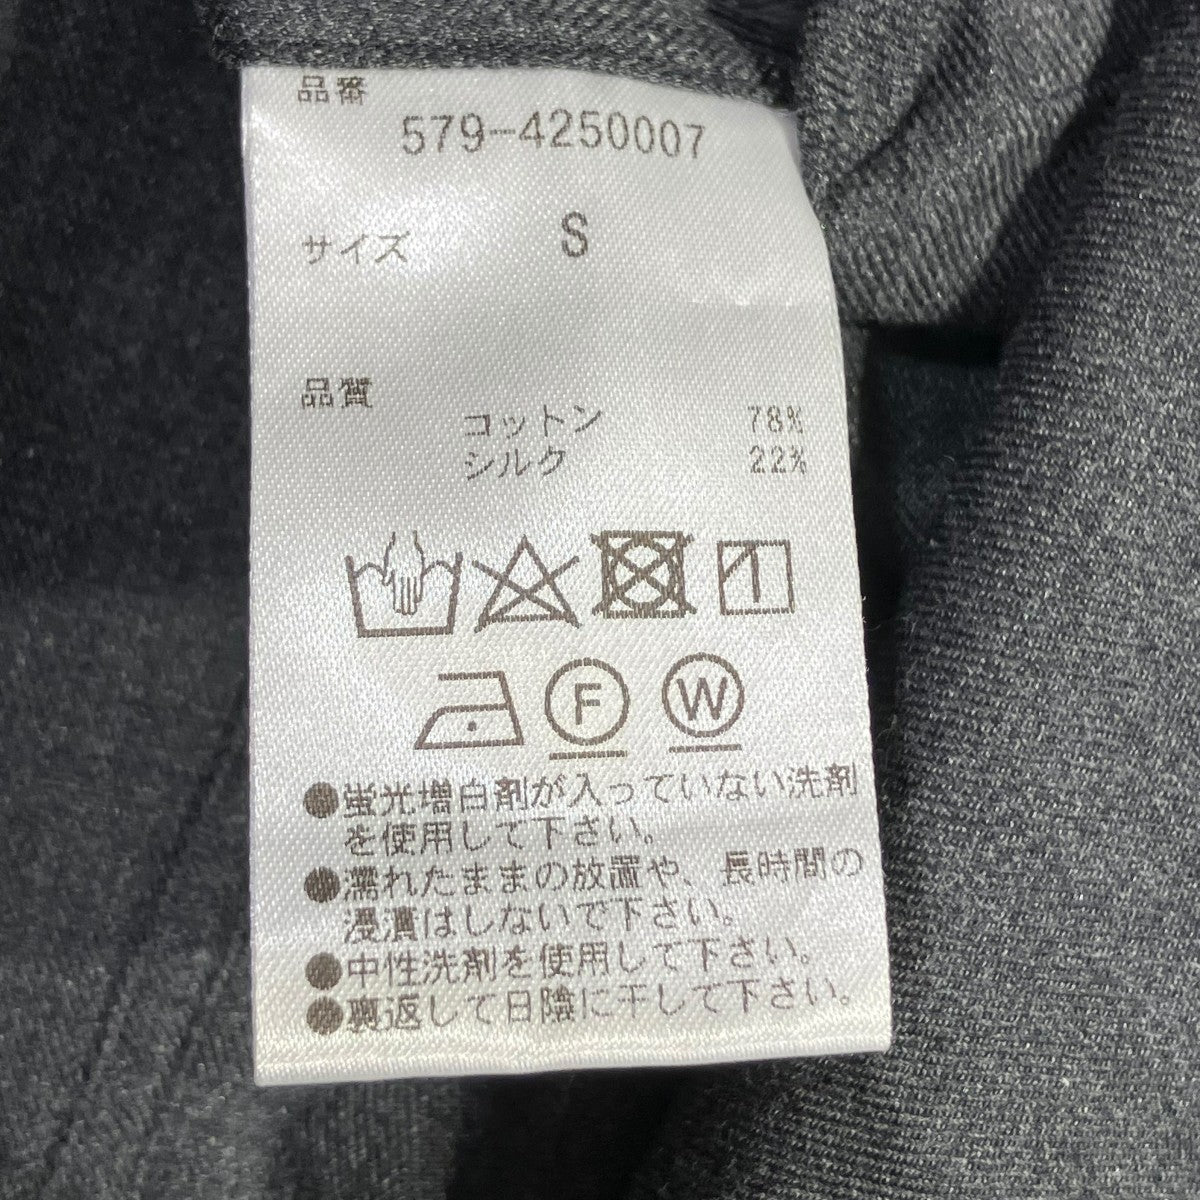 品番
579-4250007
サイズ S
品質
コットン 78%
シルク 22%
F W
●蛍光増白剤が入っていない洗剤
を使用して下さい。
●濡れたままの放置や、長時間の
浸漬はしないで下さい。
●中性洗剤を使用して下さい。
●裏返して日陰に干して下さい。